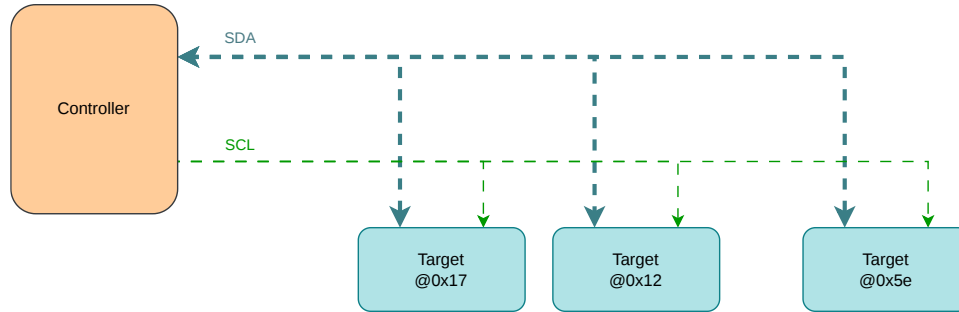 SDA
Controller
SCL
Target
@0x17
Target
@0x12
Target
@0x5e